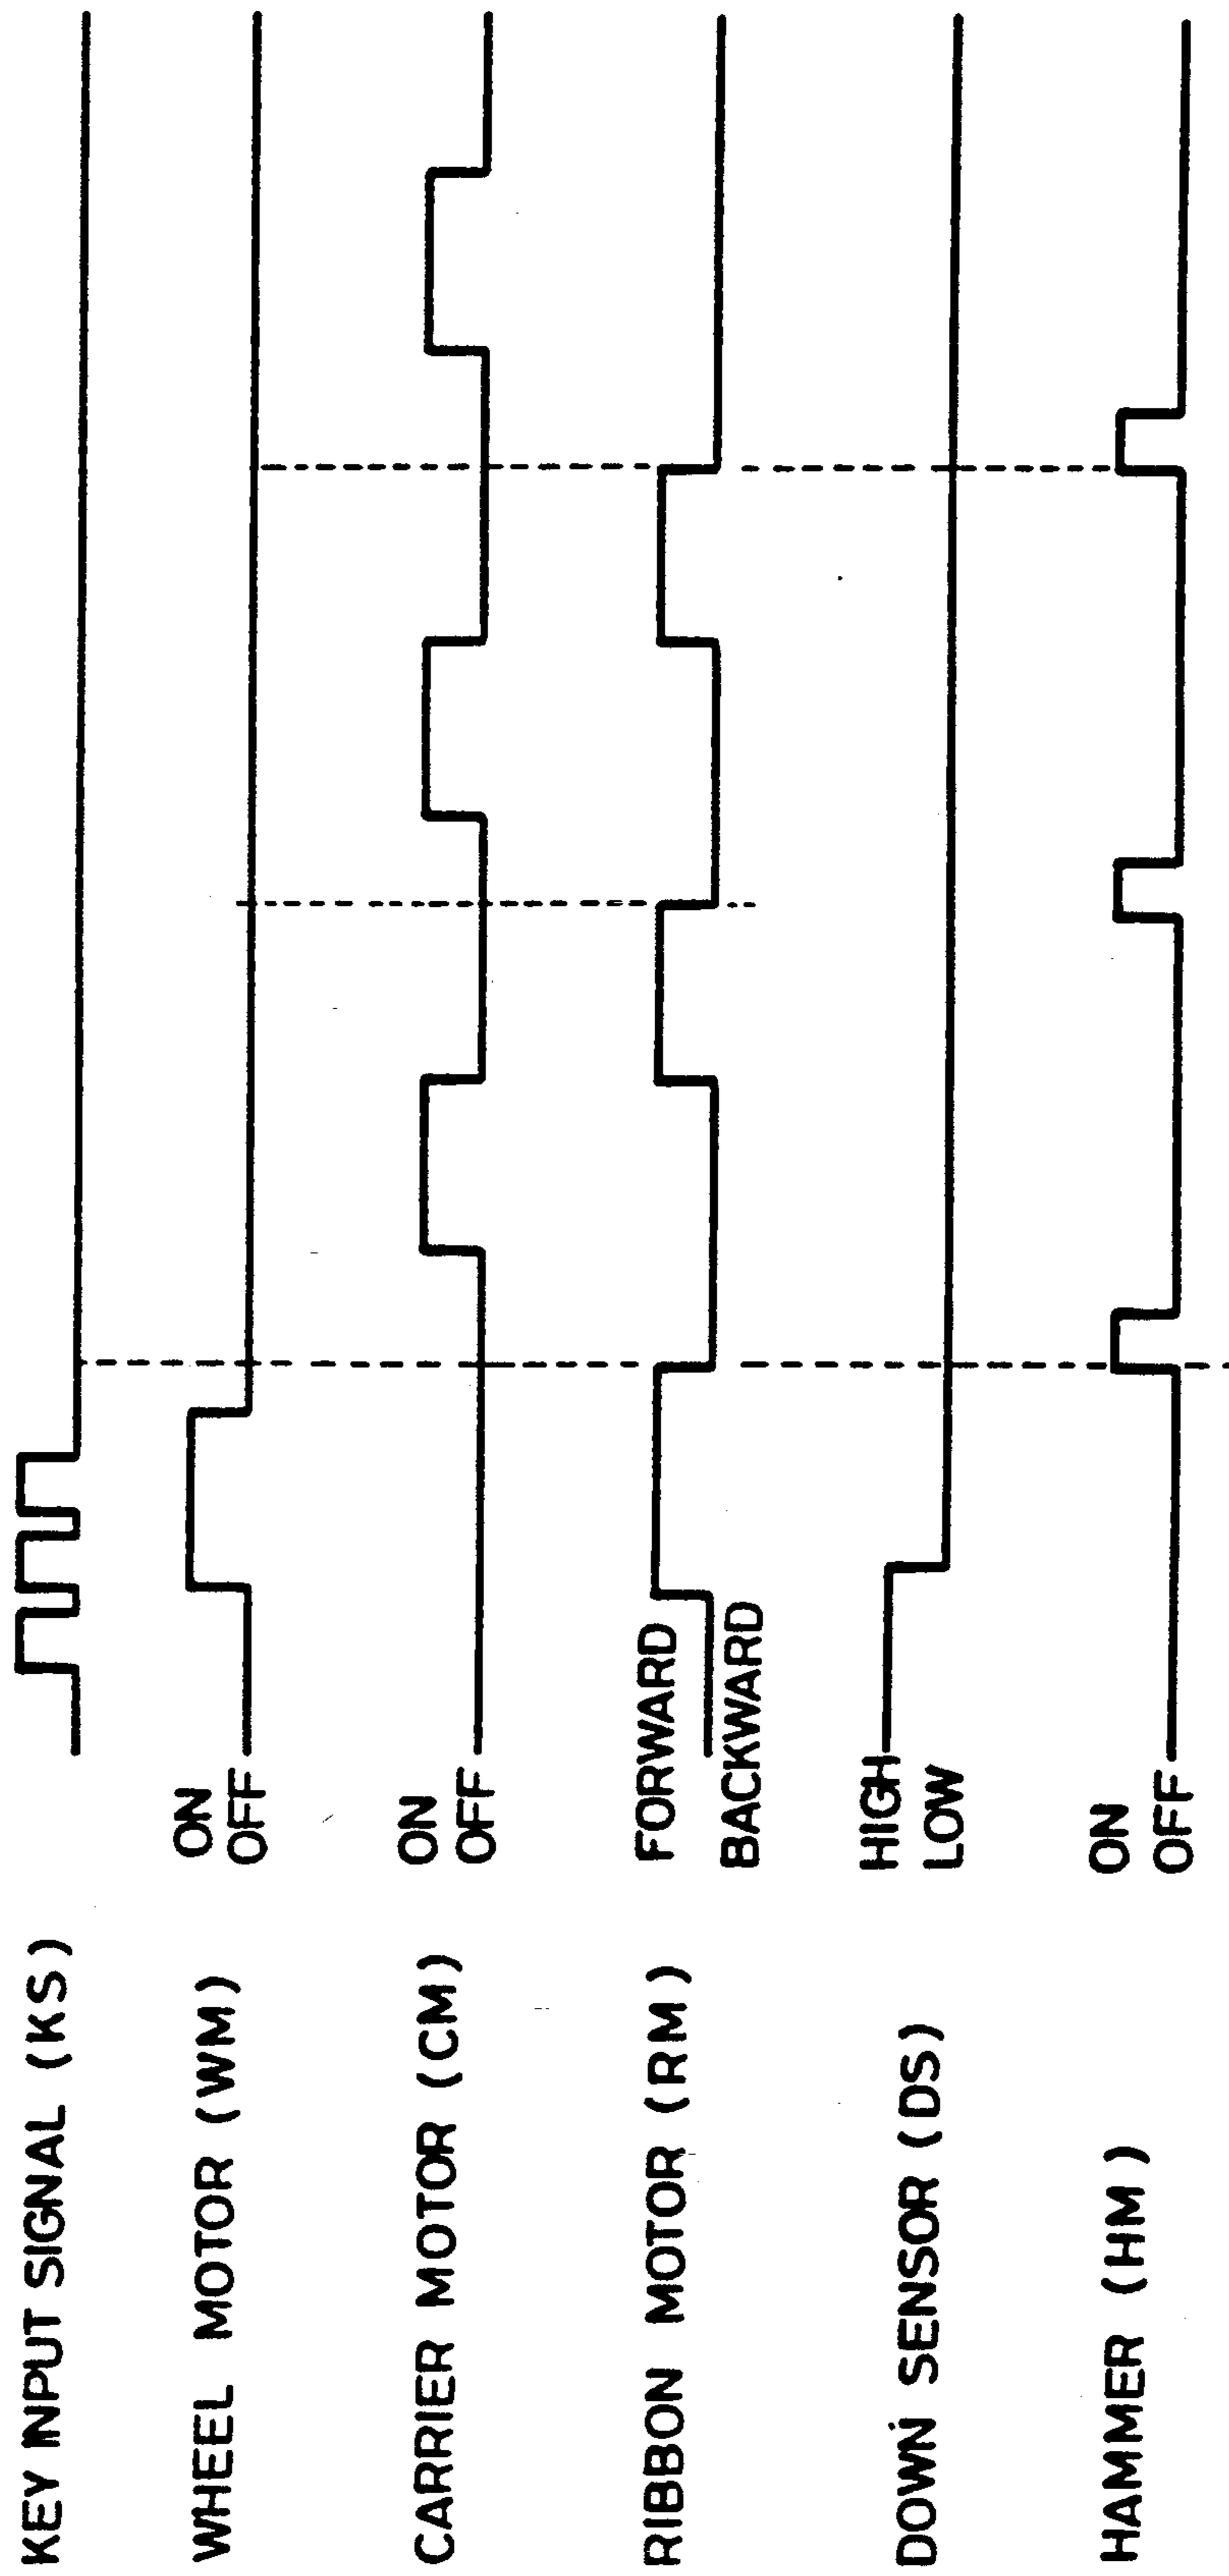 KEY INPUT SIGNAL (KS)
WHEEL MOTOR (WM)
ON
OFF
CARRIER MOTOR (CM)
ON
OFF
RIBBON MOTOR (RM)
FORWARD
BACKWARD
DOWN SENSOR (DS)
HIGH
LOW
HAMMER (HM)
ON
OFF